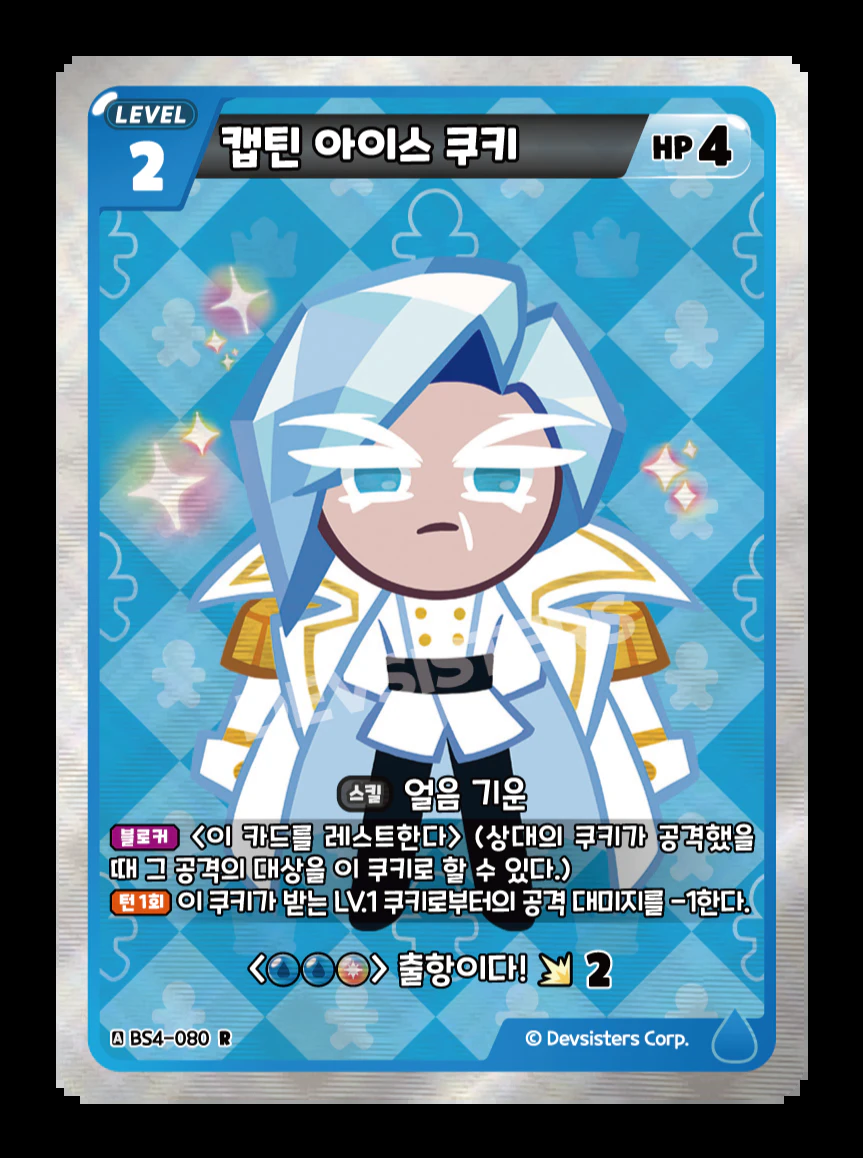 LEVEL
2
캡틴 아이스 쿠키
HP 4
DEVSISTERS
스킬 얼음 기운
블로커 <이 카드를 레스트한다> (상대의 쿠키가 공격했을
때 그 공격의 대상을 이 쿠키로 할 수 있다.)
턴 1회 이 쿠키가 받는 LV.1 쿠키로부터의 공격 대미지를 -1한다.
< > 출항이다! 2
A BS4-080 R
© Devsisters Corp.